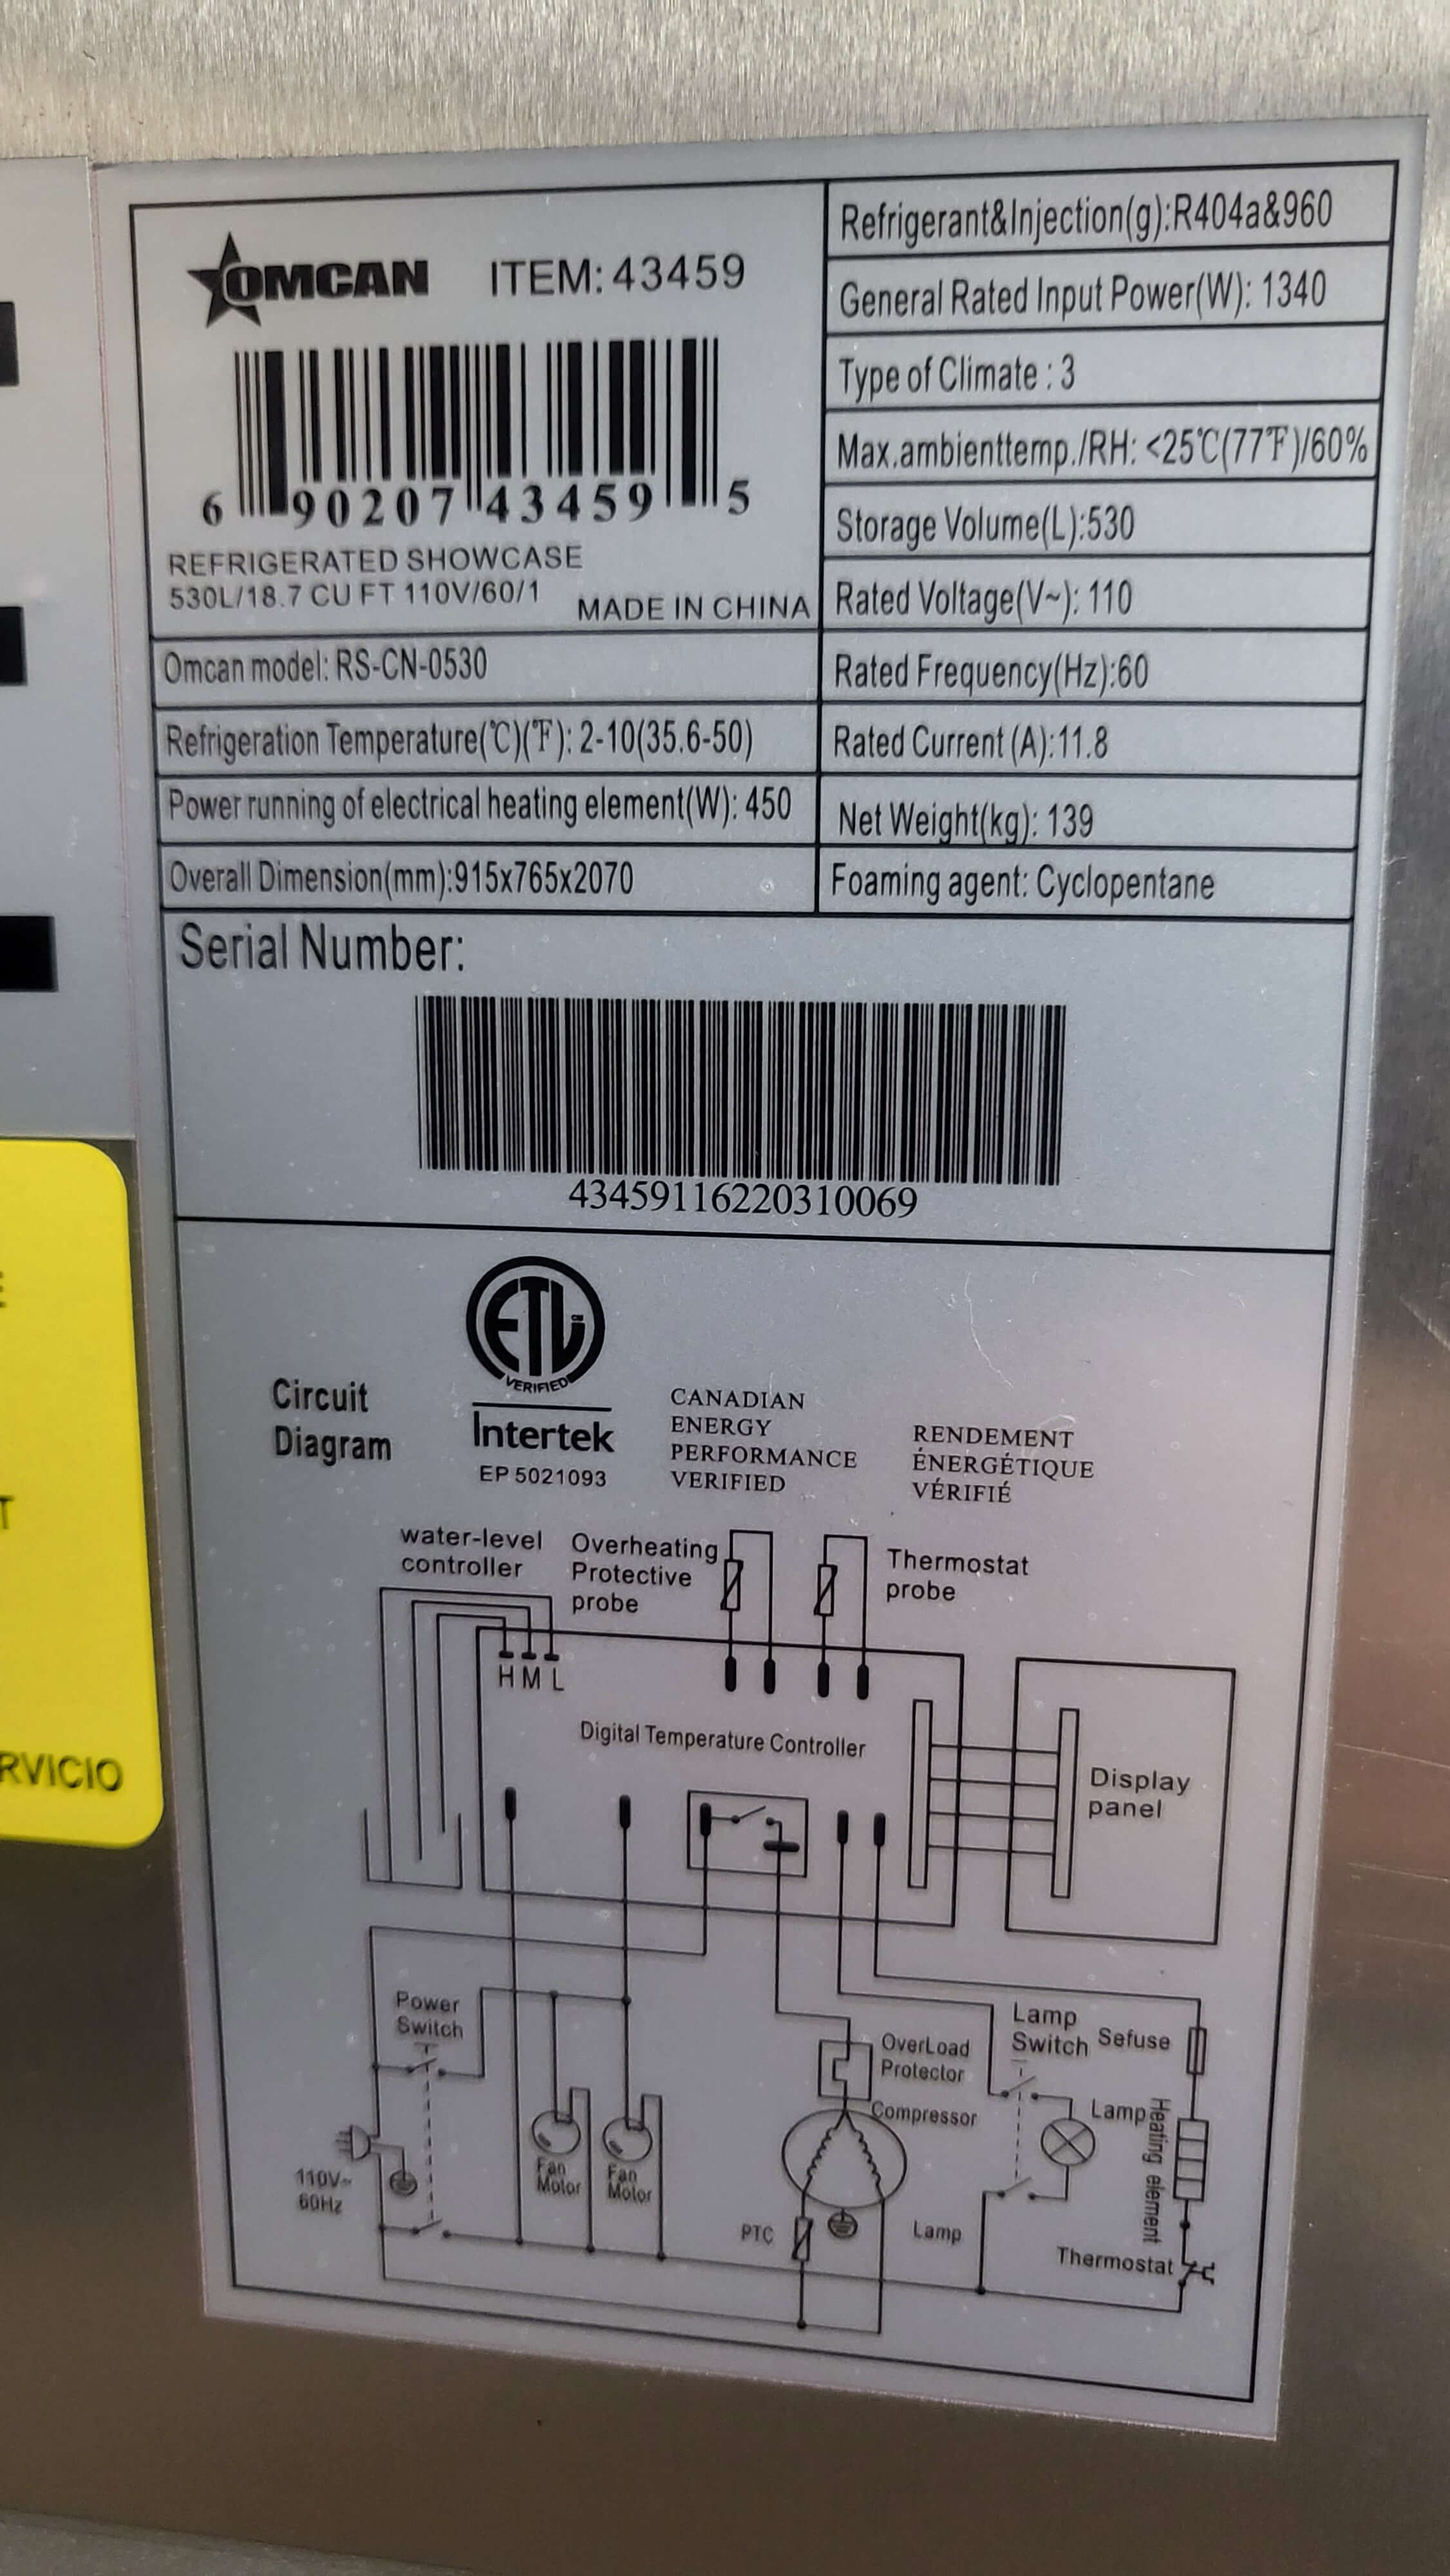 OMCAN ITEM: 43459
6 90207 43459 5
REFRIGERATED SHOWCASE
530L/18.7 CU FT 110V/60/1
MADE IN CHINA
Omcan model: RS-CN-0530
Refrigeration Temperature(℃)(℉): 2-10(35.6-50)
Power running of electrical heating element(W): 450
Overall Dimension(mm):915x765x2070
Refrigerant&Injection(g):R404a&960
General Rated Input Power(W): 1340
Type of Climate : 3
Max.ambienttemp./RH: <25℃(77℉)/60%
Storage Volume(L):530
Rated Voltage(V~): 110
Rated Frequency(Hz):60
Rated Current (A):11.8
Net Weight(kg): 139
Foaming agent: Cyclopentane
Serial Number:
43459116220310069
Circuit
Diagram
ETL
VERIFIED
Intertek
EP 5021093
CANADIAN
ENERGY
PERFORMANCE
VERIFIED
RENDEMENT
ÉNERGÉTIQUE
VÉRIFIÉ
water-level
controller
Overheating
Protective
probe
Thermostat
probe
H M L
Digital Temperature Controller
Display
panel
Power
Switch
110V~
60Hz
Fan
Motor
Fan
Motor
OverLoad
Protector
Compressor
PTC
Lamp
Lamp
Switch
Sefuse
Lamp
Heating element
Thermostat
T
RVICIO